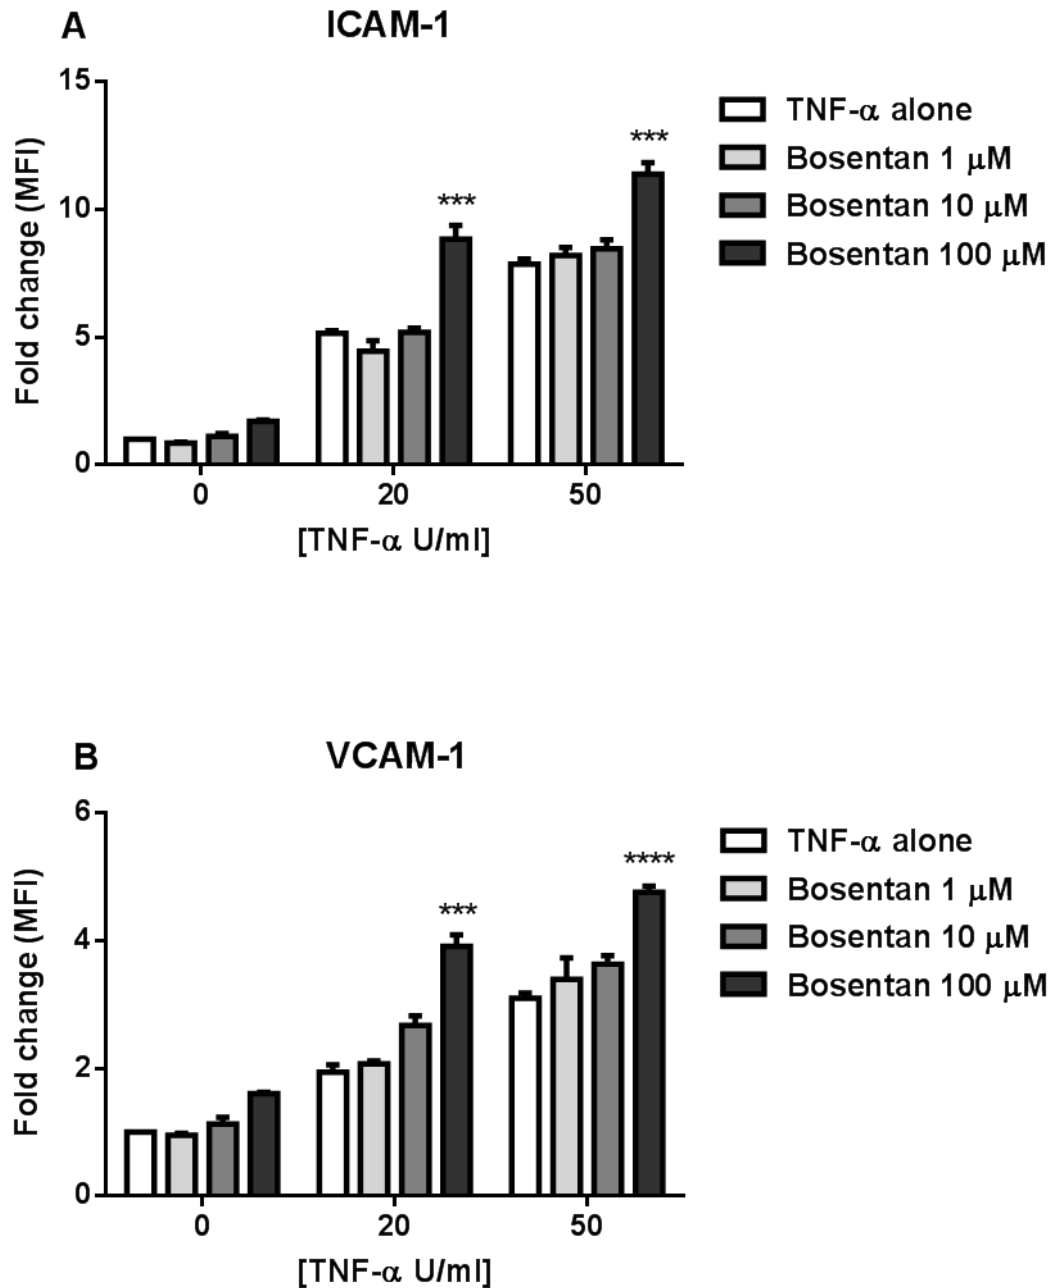 A
ICAM-1
Fold change (MFI)
15
10
5
0
***
***
0
20
50
[TNF-α U/ml]
TNF-α alone
Bosentan 1 μM
Bosentan 10 μM
Bosentan 100 μM
B
VCAM-1
Fold change (MFI)
6
4
2
0
***
****
0
20
50
[TNF-α U/ml]
TNF-α alone
Bosentan 1 μM
Bosentan 10 μM
Bosentan 100 μM